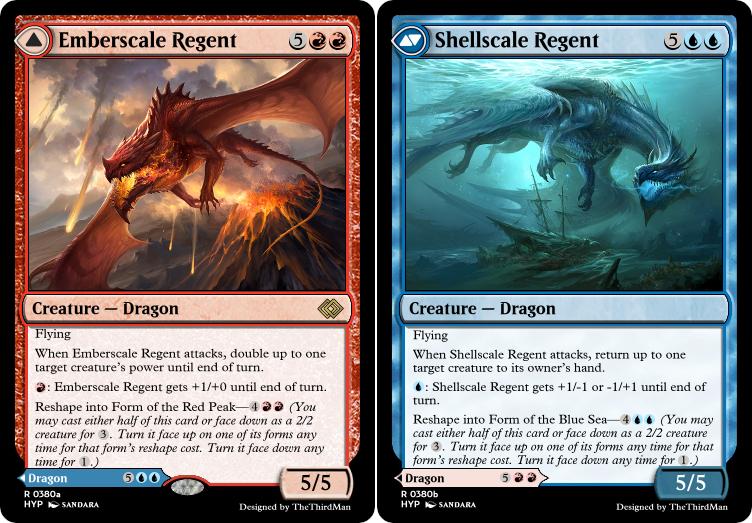 Emberscale Regent 5
Creature — Dragon
Flying
When Emberscale Regent attacks, double up to one
target creature's power until end of turn.
: Emberscale Regent gets +1/+0 until end of turn.
Reshape into Form of the Red Peak—4 (You
may cast either half of this card or face down as a 2/2
creature for 3. Turn it face up on one of its forms any
time for that form's reshape cost. Turn it face down any
time for 1.)
Dragon 5
5/5
R 0380a
HYP SANDARA
Designed by TheThirdMan
Shellscale Regent 5
Creature — Dragon
Flying
When Shellscale Regent attacks, return up to one
target creature to its owner's hand.
: Shellscale Regent gets +1/-1 or -1/+1 until end of
turn.
Reshape into Form of the Blue Sea—4 (You
may cast either half of this card or face down as a 2/2
creature for 3. Turn it face up on one of its forms any
time for that form's reshape cost. Turn it face down any
time for 1.)
Dragon 5
5/5
R 0380b
HYP SANDARA
Designed by TheThirdMan